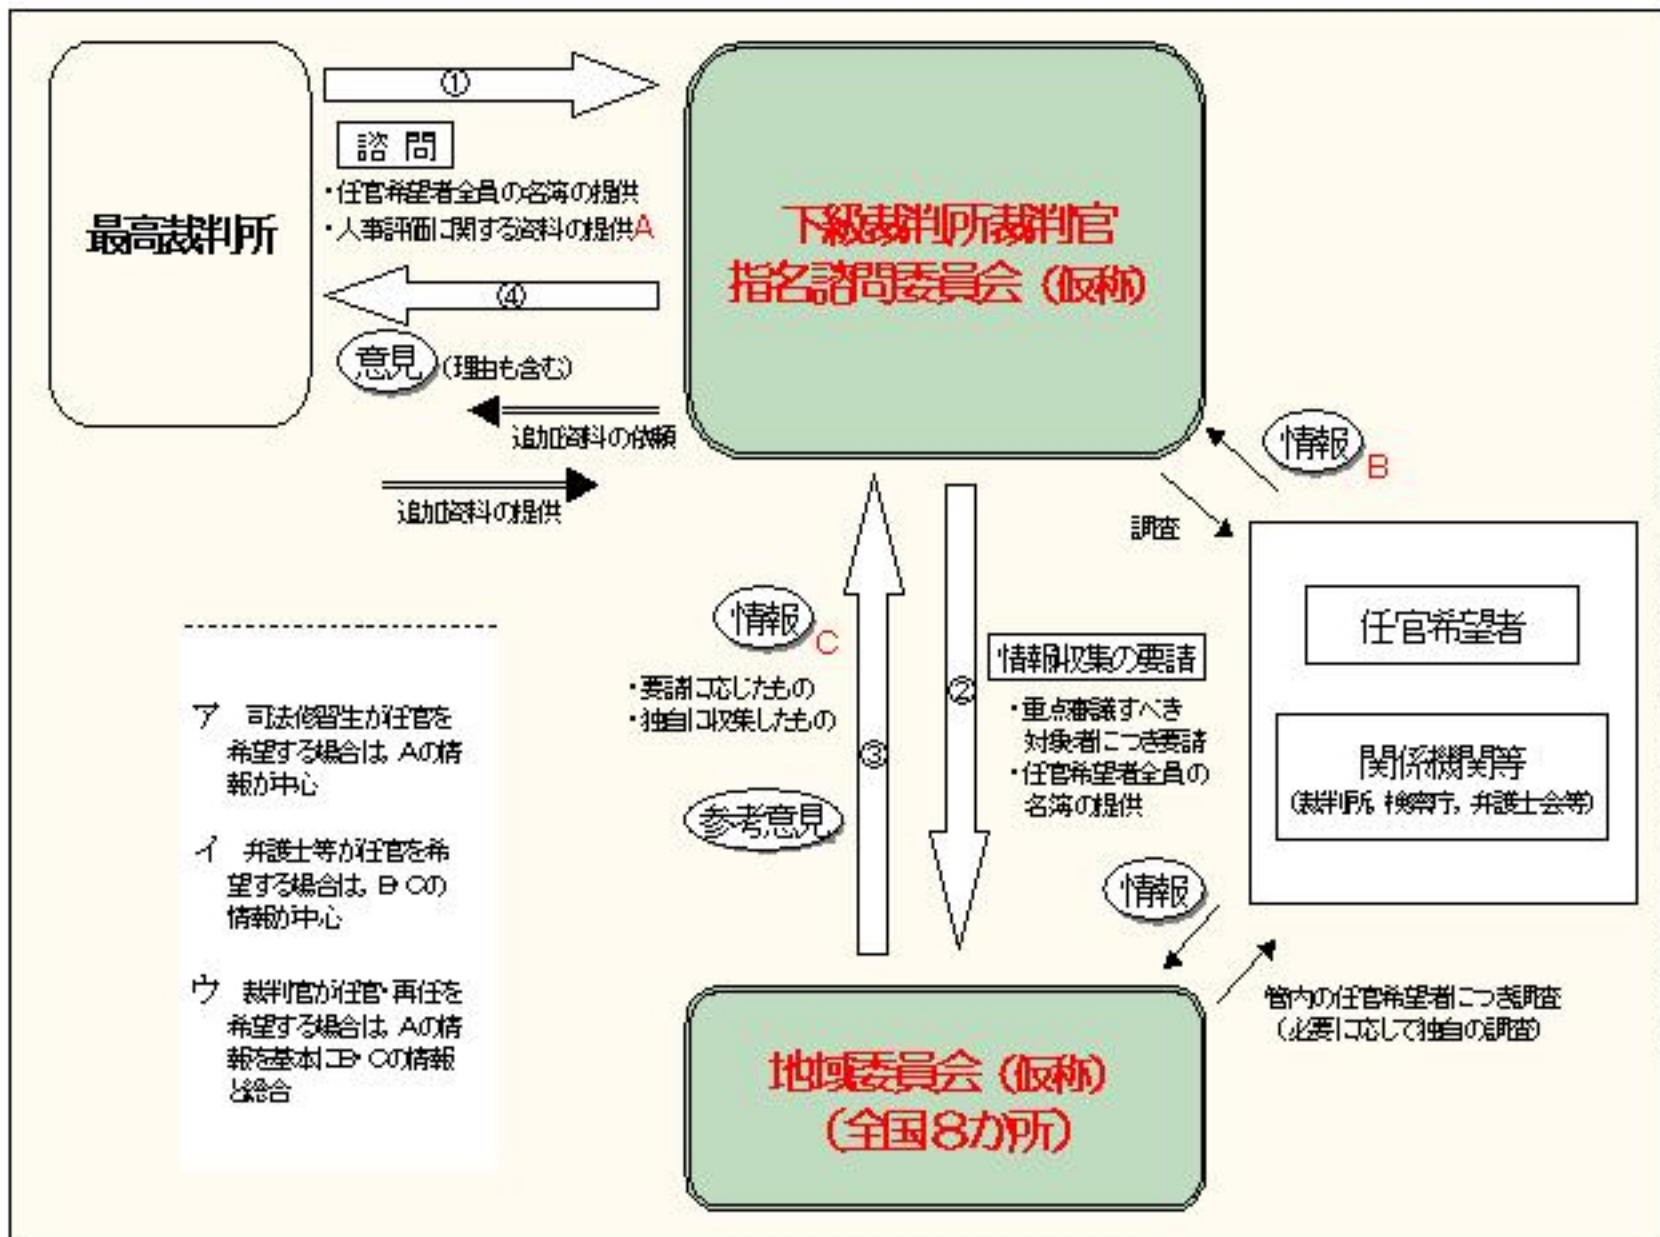 ①
諮 問
・任官希望者全員の名簿の提供
・人事評価に関する資料の提供A
最高裁判所
④
意見 (理由も含む)
追加資料の依頼
追加資料の提供
下級裁判所裁判官
指名諮問委員会 (仮称)
情報 B
調査
任官希望者
関係機関等
(裁判所, 検察庁, 弁護士会等)
情報 C
・要請に応じたもの
・独自に収集したもの
③
参考意見
②
情報収集の要請
・重点審議すべき
対象者につき要請
・任官希望者全員の
名簿の提供
情報
管内の任官希望者につき調査
(必要に応じて独自の調査)
地域委員会 (仮称)
(全国8か所)
ア 司法修習生が任官を
希望する場合は, Aの情
報が中心
イ 弁護士等が任官を希
望する場合は, B・Cの
情報が中心
ウ 裁判官が任官・再任を
希望する場合は, Aの情
報を基本にB・Cの情報
と総合